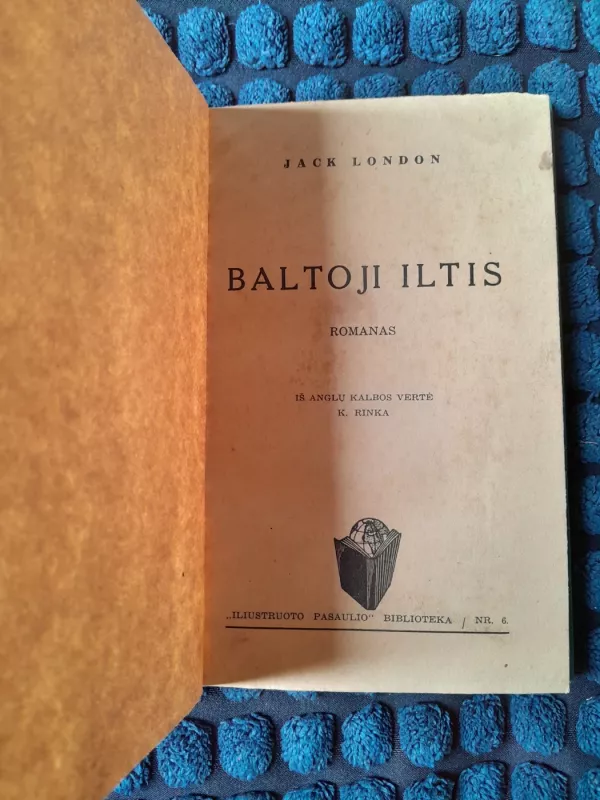 JACK LONDON
BALTOJI ILTIS
ROMANAS
IŠ ANGLŲ KALBOS VERTĖ
K. RINKA
„ILIUSTRUOTO PASAULIO" BIBLIOTEKA / NR. 6.